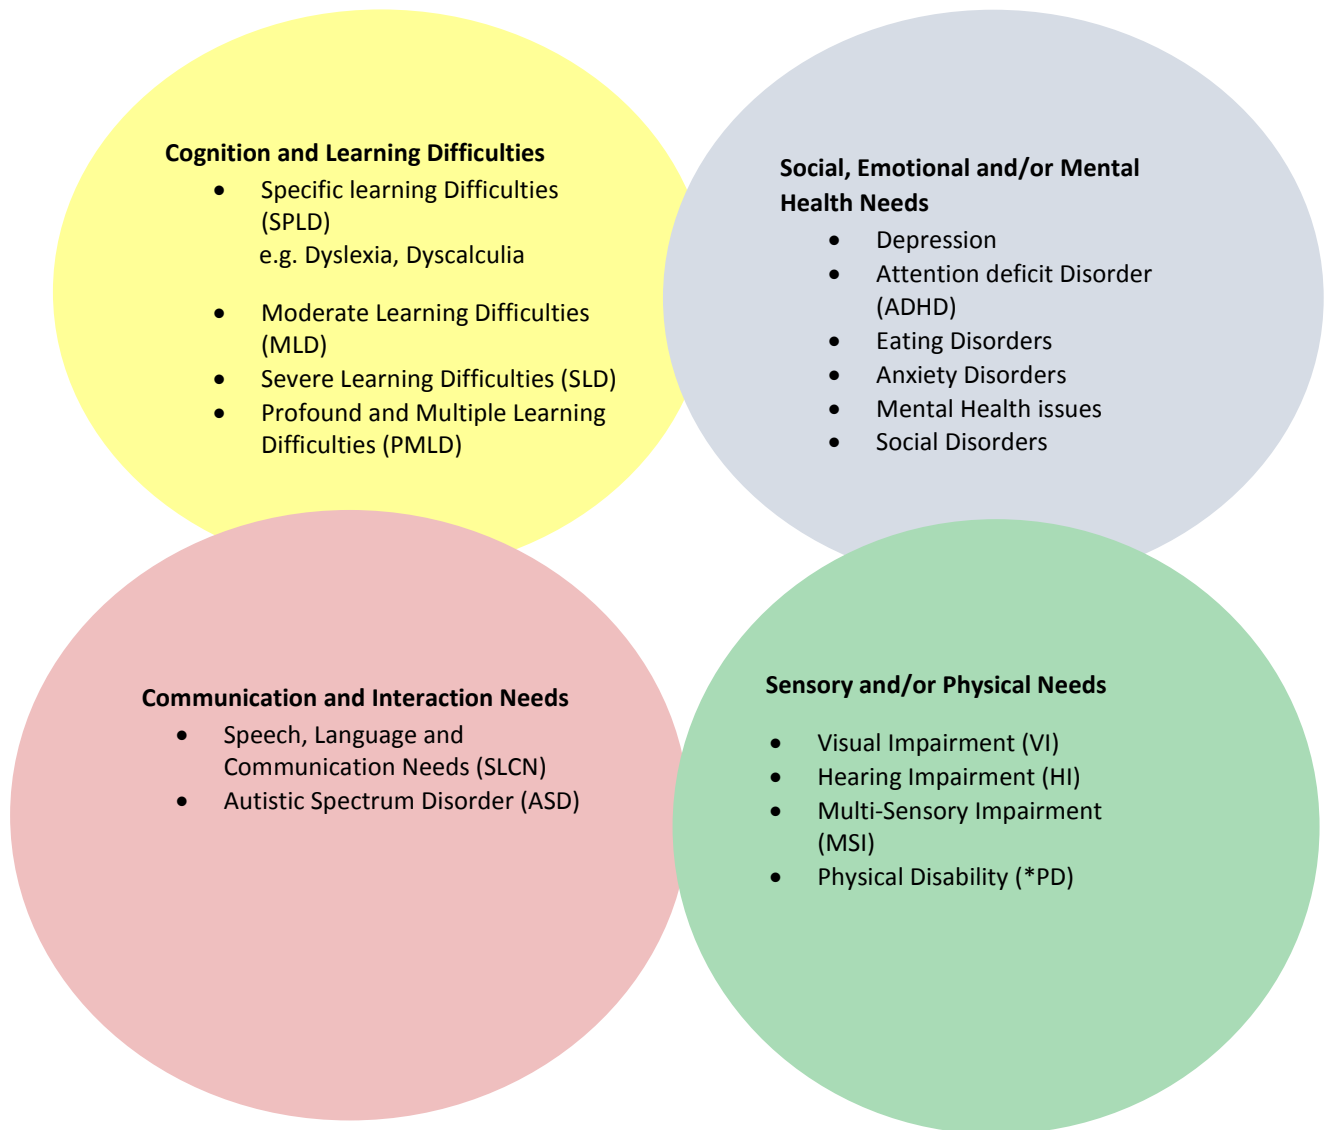 Cognition and Learning Difficulties
• Specific learning Difficulties
(SPLD)
e.g. Dyslexia, Dyscalculia
• Moderate Learning Difficulties
(MLD)
• Severe Learning Difficulties (SLD)
• Profound and Multiple Learning
Difficulties (PMLD)
Social, Emotional and/or Mental
Health Needs
• Depression
• Attention deficit Disorder
(ADHD)
• Eating Disorders
• Anxiety Disorders
• Mental Health issues
• Social Disorders
Communication and Interaction Needs
• Speech, Language and
Communication Needs (SLCN)
• Autistic Spectrum Disorder (ASD)
Sensory and/or Physical Needs
• Visual Impairment (VI)
• Hearing Impairment (HI)
• Multi-Sensory Impairment
(MSI)
• Physical Disability (*PD)